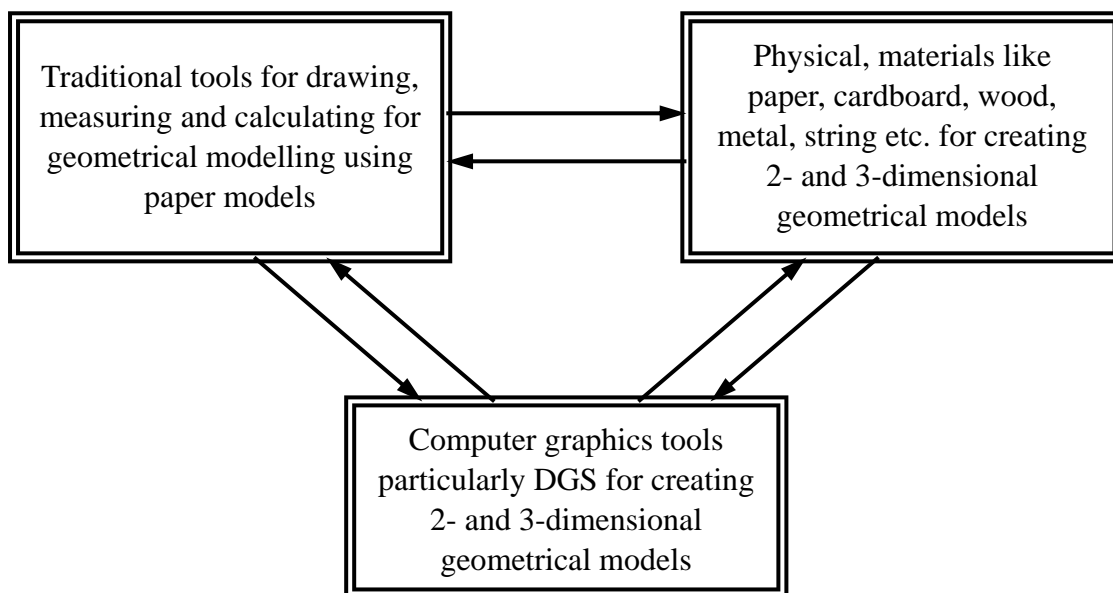 Traditional tools for drawing,
measuring and calculating for
geometrical modelling using
paper models
Physical, materials like
paper, cardboard, wood,
metal, string etc. for creating
2- and 3-dimensional
geometrical models
Computer graphics tools
particularly DGS for creating
2- and 3-dimensional
geometrical models